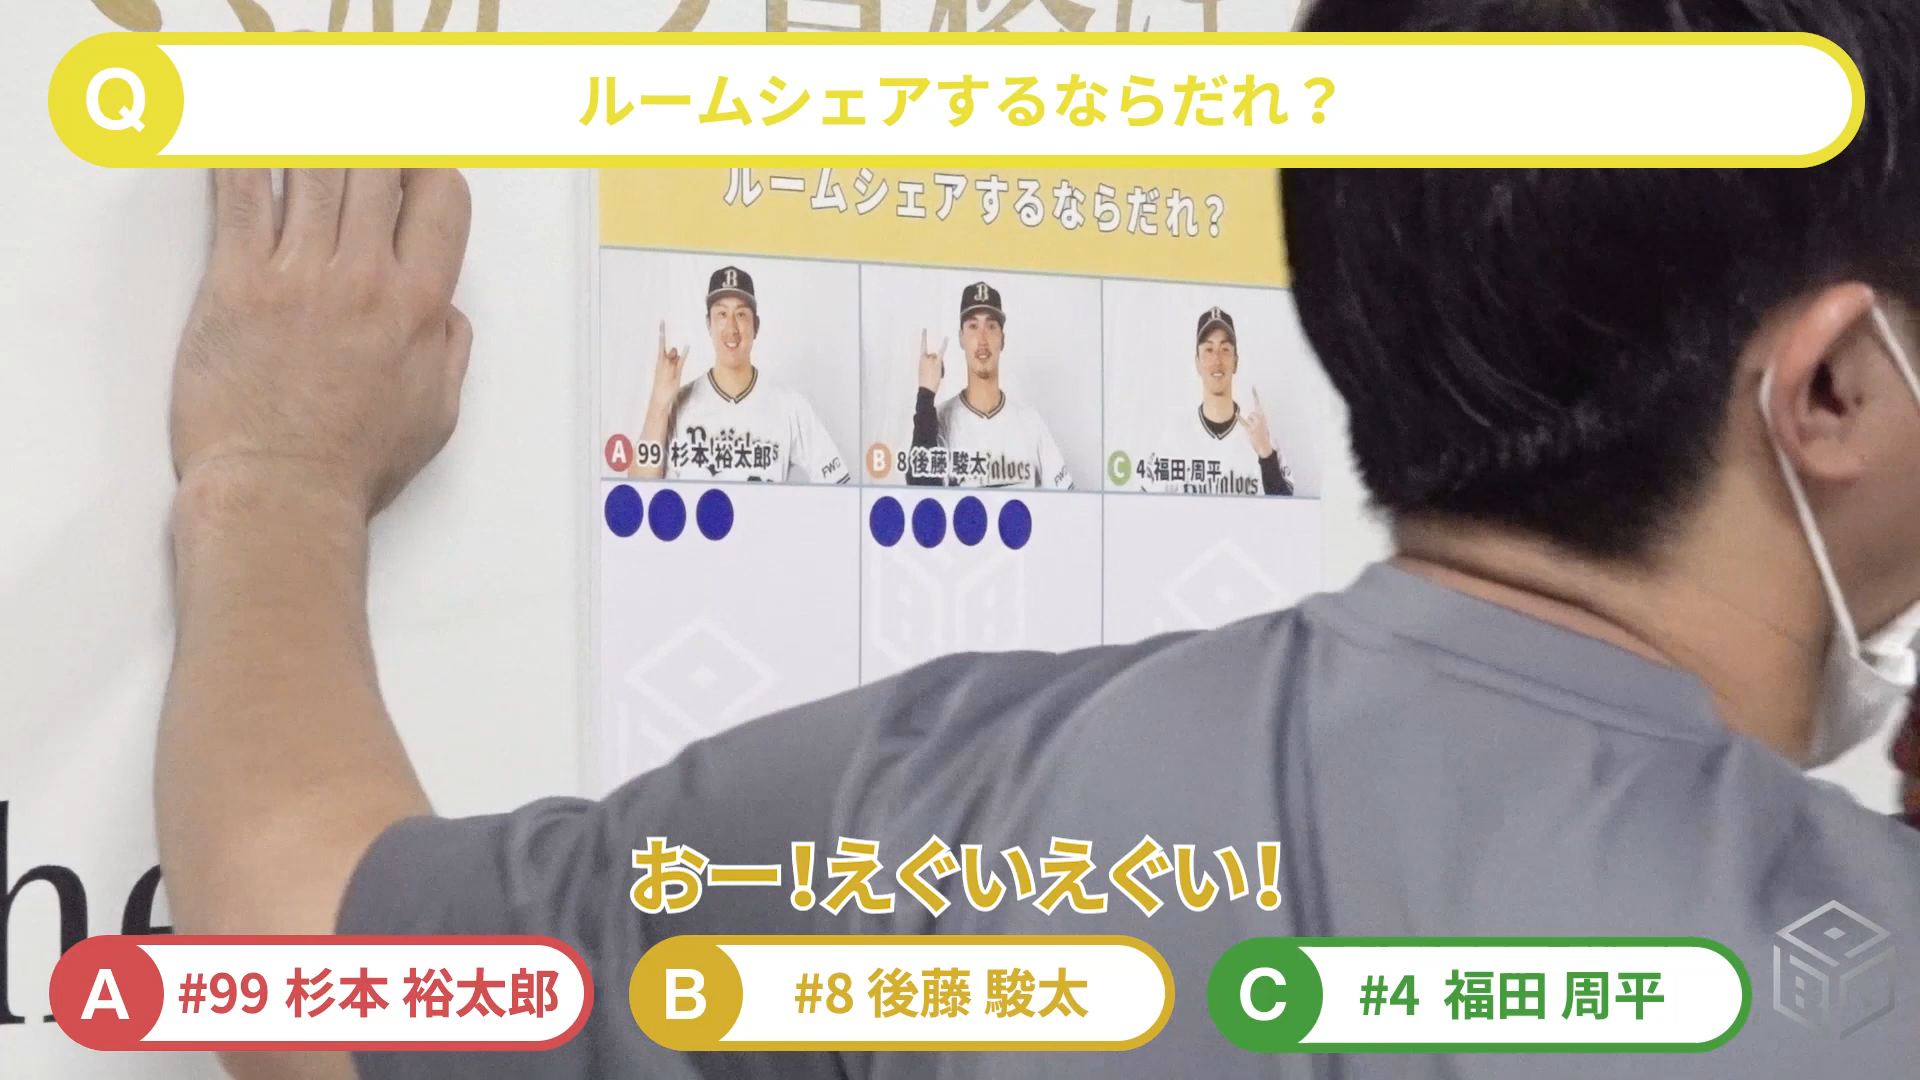 Q ルームシェアするならだれ？
ルームシェアするならだれ？
A 99 杉本 裕太郎
B 8 後藤 駿太
C 4 福田 周平
he
おー！えぐいえぐい！
A #99 杉本 裕太郎
B #8 後藤 駿太
C #4 福田 周平